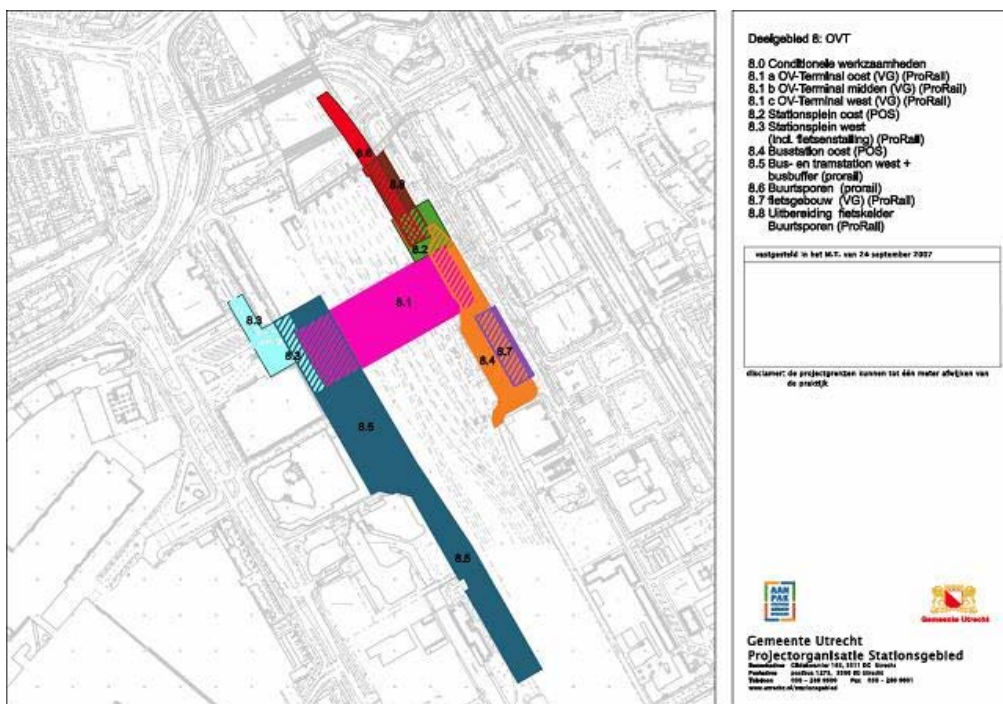 8.6
8.8
8.2
8.1
8.3
8.3
8.7
8.4
8.5
8.5
Deelgebied 8: OVT
8.0 Conditionele werkzaamheden
8.1 a OV-Terminal oost (VG) (ProRail)
8.1 b OV-Terminal midden (VG) (ProRail)
8.1 c OV-Terminal west (VG) (ProRail)
8.2 Stationsplein oost (POS)
8.3 Stationsplein west
(incl. fietsenstalling) (ProRail)
8.4 Busstation oost (POS)
8.5 Bus- en tramstation west +
busbuffer (prorail)
8.6 Buurtsporen (prorail)
8.7 fietsgebouw (VG) (ProRail)
8.8 Uitbereiding fietskelder
Buurtsporen (ProRail)
vastgesteld in het M.T. van 24 september 2007
disclamer: de projectgrenzen kunnen tot één meter afwijken van
de praktijk
AAN
PAK
Gemeente Utrecht
Gemeente Utrecht
Projectorganisatie Stationsgebied